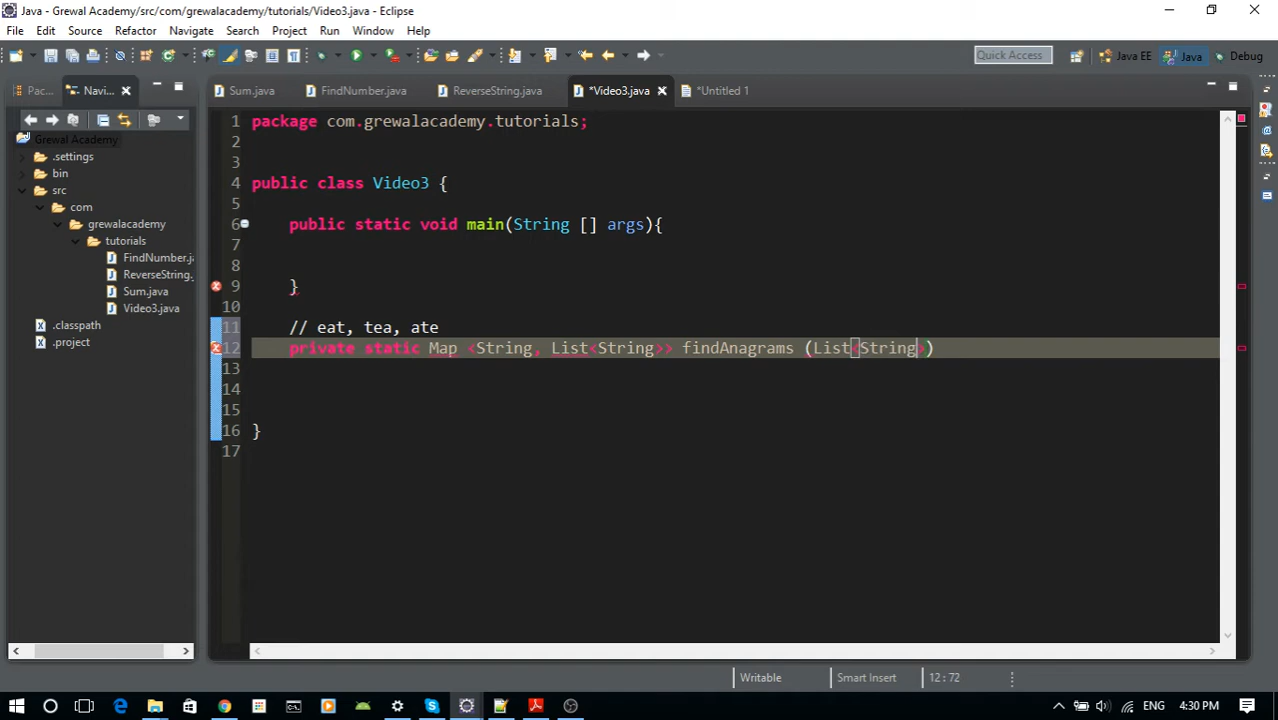 Java - Grewal Academy/src/com/grewalacademy/tutorials/Video3.java - Eclipse
File Edit Source Refactor Navigate Search Project Run Window Help
Quick Access Java EE Java Debug
Pac... Navi... Sum.java FindNumber.java ReverseString.java *Video3.java *Untitled 1
Grewal Academy
.settings
bin
src
com
grewalacademy
tutorials
FindNumber.ja
ReverseString.
Sum.java
Video3.java
.classpath
.project
1 package com.grewalacademy.tutorials;
2
3
4 public class Video3 {
5
6 public static void main(String [] args){
7
8
9 }
10
11 // eat, tea, ate
12 private static Map <String, List<String>> findAnagrams (List<String>)
13
14
15
16 }
17
Writable Smart Insert 12 : 72
ENG 4:30 PM